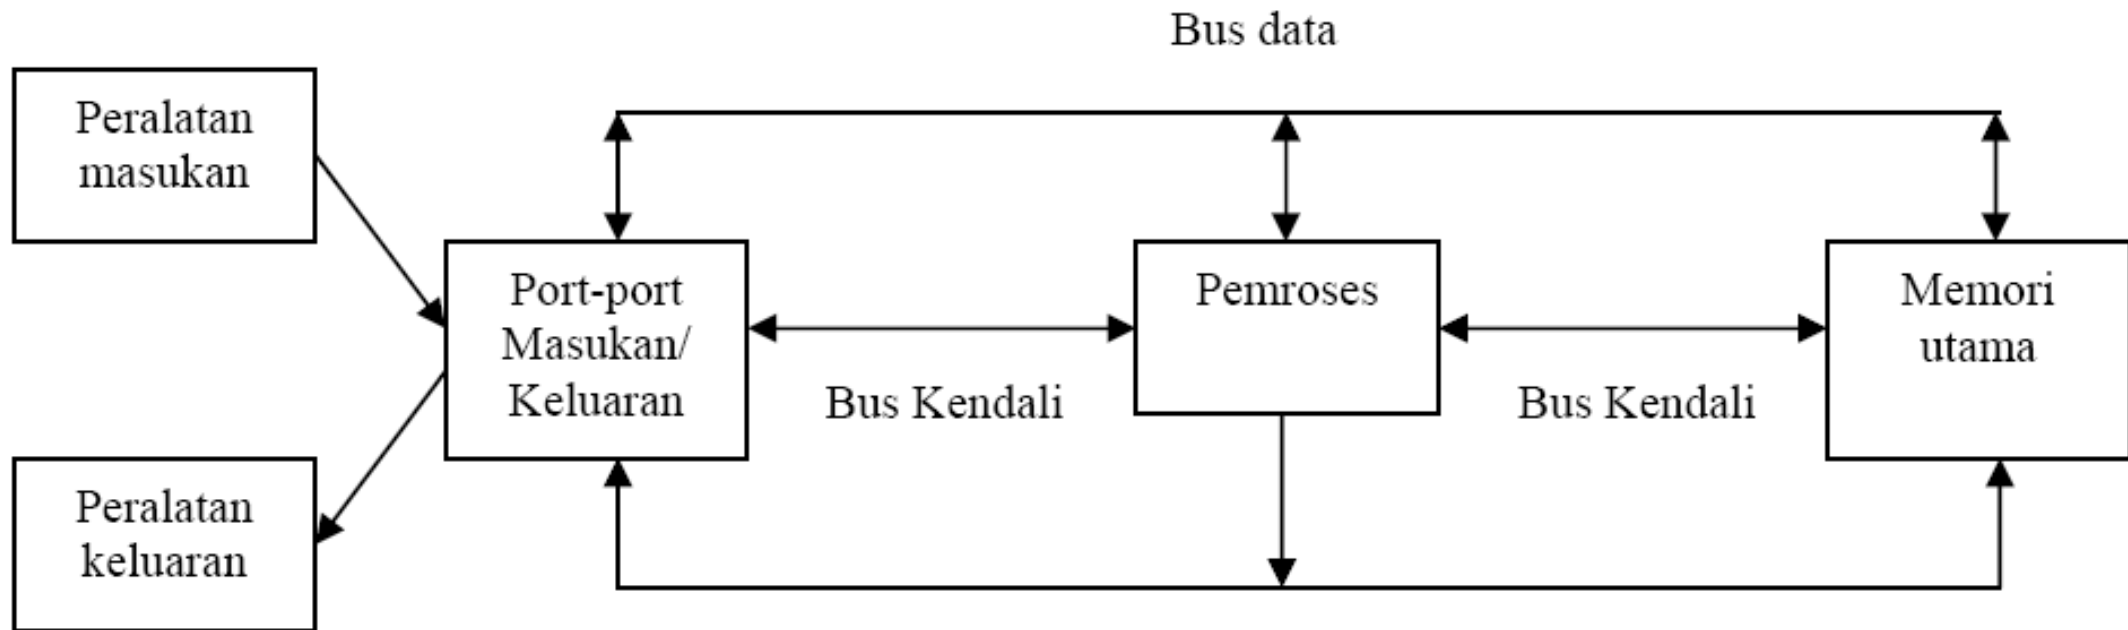 Bus data
Peralatan
masukan
Port-port
Masukan/
Keluaran
Pemroses
Memori
utama
Bus Kendali
Bus Kendali
Peralatan
keluaran